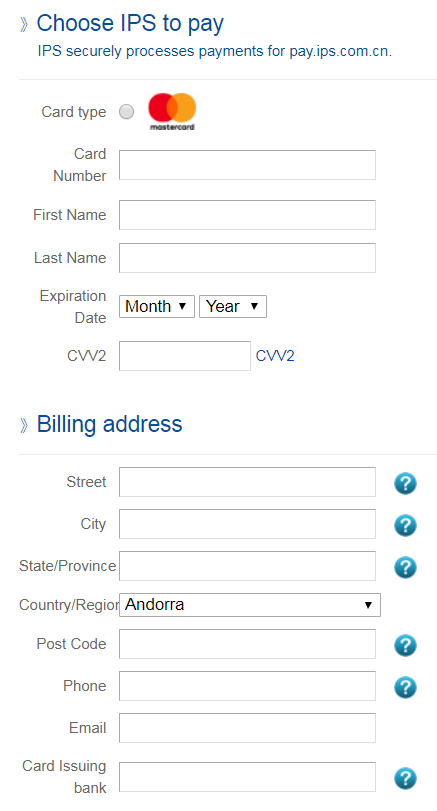 Choose IPS to pay
IPS securely processes payments for pay.ips.com.cn.
Card type
mastercard
Card
Number
First Name
Last Name
Expiration
Date
Month
Year
CVV2
CVV2
Billing address
Street
?
City
?
State/Province
?
Country/Region
Andorra
Post Code
?
Phone
?
Email
Card Issuing
bank
?